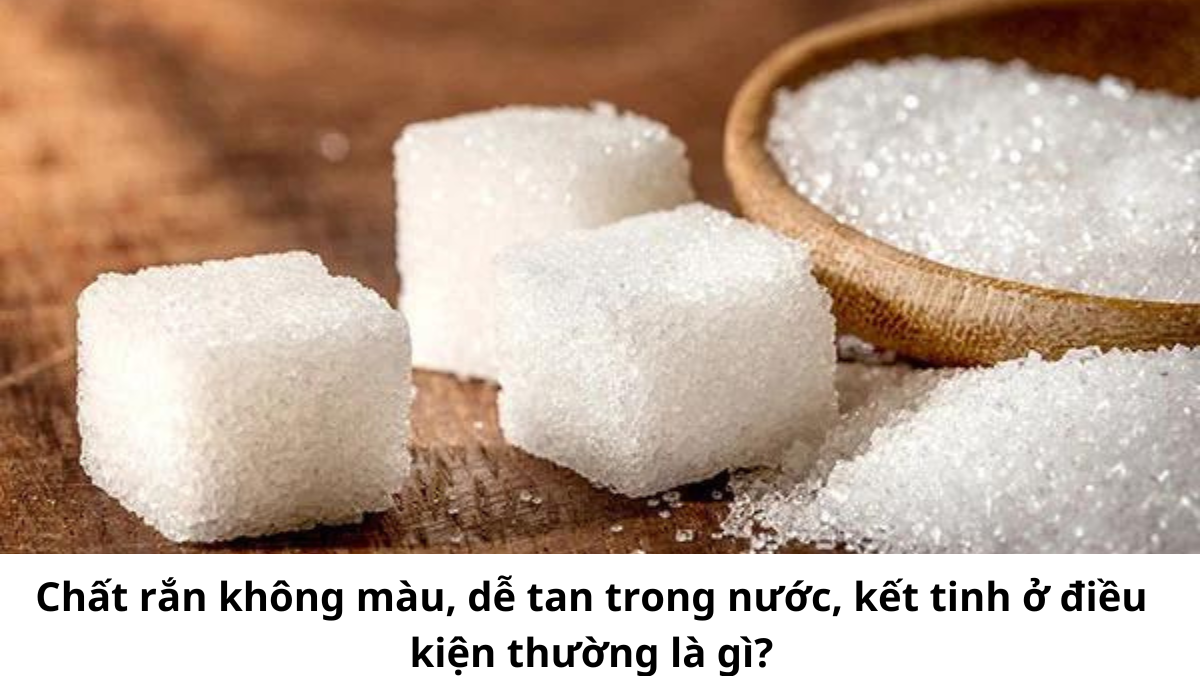 Chất rắn không màu, dễ tan trong nước, kết tinh ở điều
kiện thường là gì?